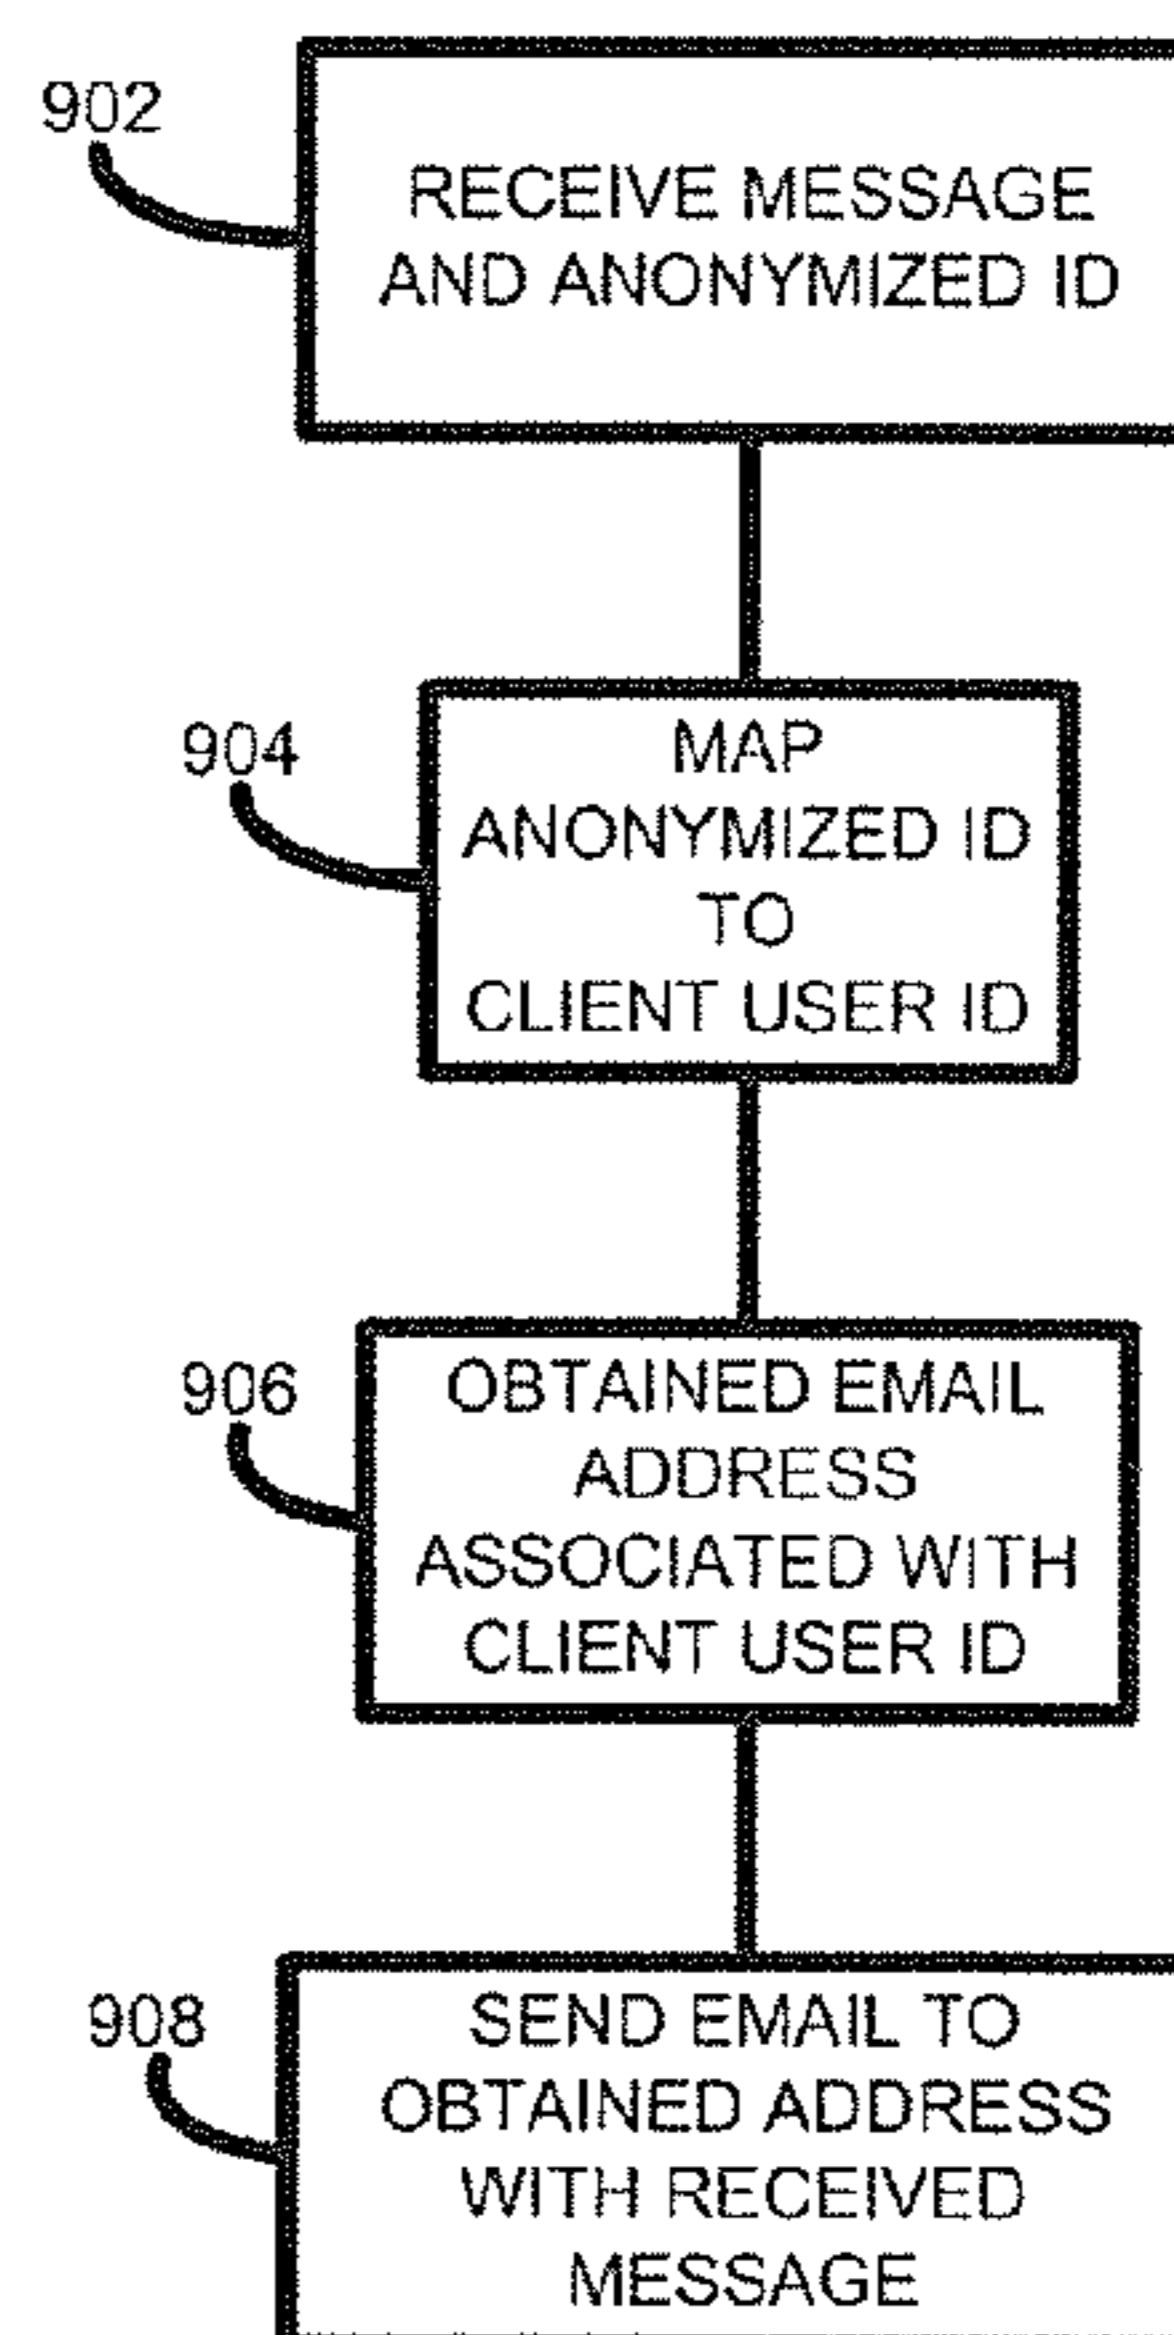 902
RECEIVE MESSAGE
AND ANONYMIZED ID
904
MAP
ANONYMIZED ID
TO
CLIENT USER ID
906
OBTAINED EMAIL
ADDRESS
ASSOCIATED WITH
CLIENT USER ID
908
SEND EMAIL TO
OBTAINED ADDRESS
WITH RECEIVED
MESSAGE